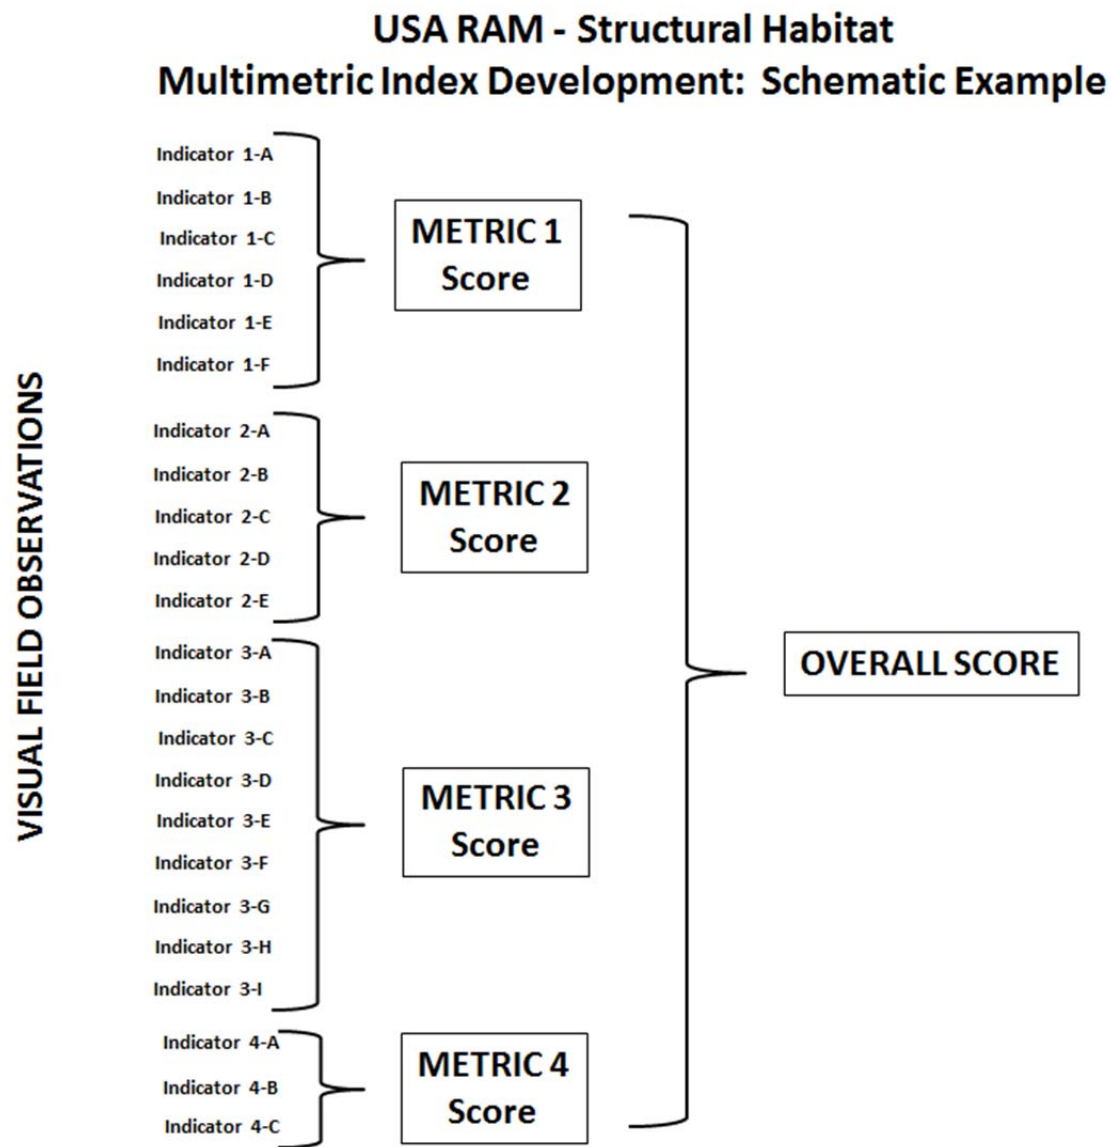 USA RAM - Structural Habitat
Multimetric Index Development: Schematic Example
VISUAL FIELD OBSERVATIONS
Indicator 1-A
Indicator 1-B
Indicator 1-C
Indicator 1-D
Indicator 1-E
Indicator 1-F
METRIC 1
Score
Indicator 2-A
Indicator 2-B
Indicator 2-C
Indicator 2-D
Indicator 2-E
METRIC 2
Score
Indicator 3-A
Indicator 3-B
Indicator 3-C
Indicator 3-D
Indicator 3-E
Indicator 3-F
Indicator 3-G
Indicator 3-H
Indicator 3-I
METRIC 3
Score
Indicator 4-A
Indicator 4-B
Indicator 4-C
METRIC 4
Score
OVERALL SCORE